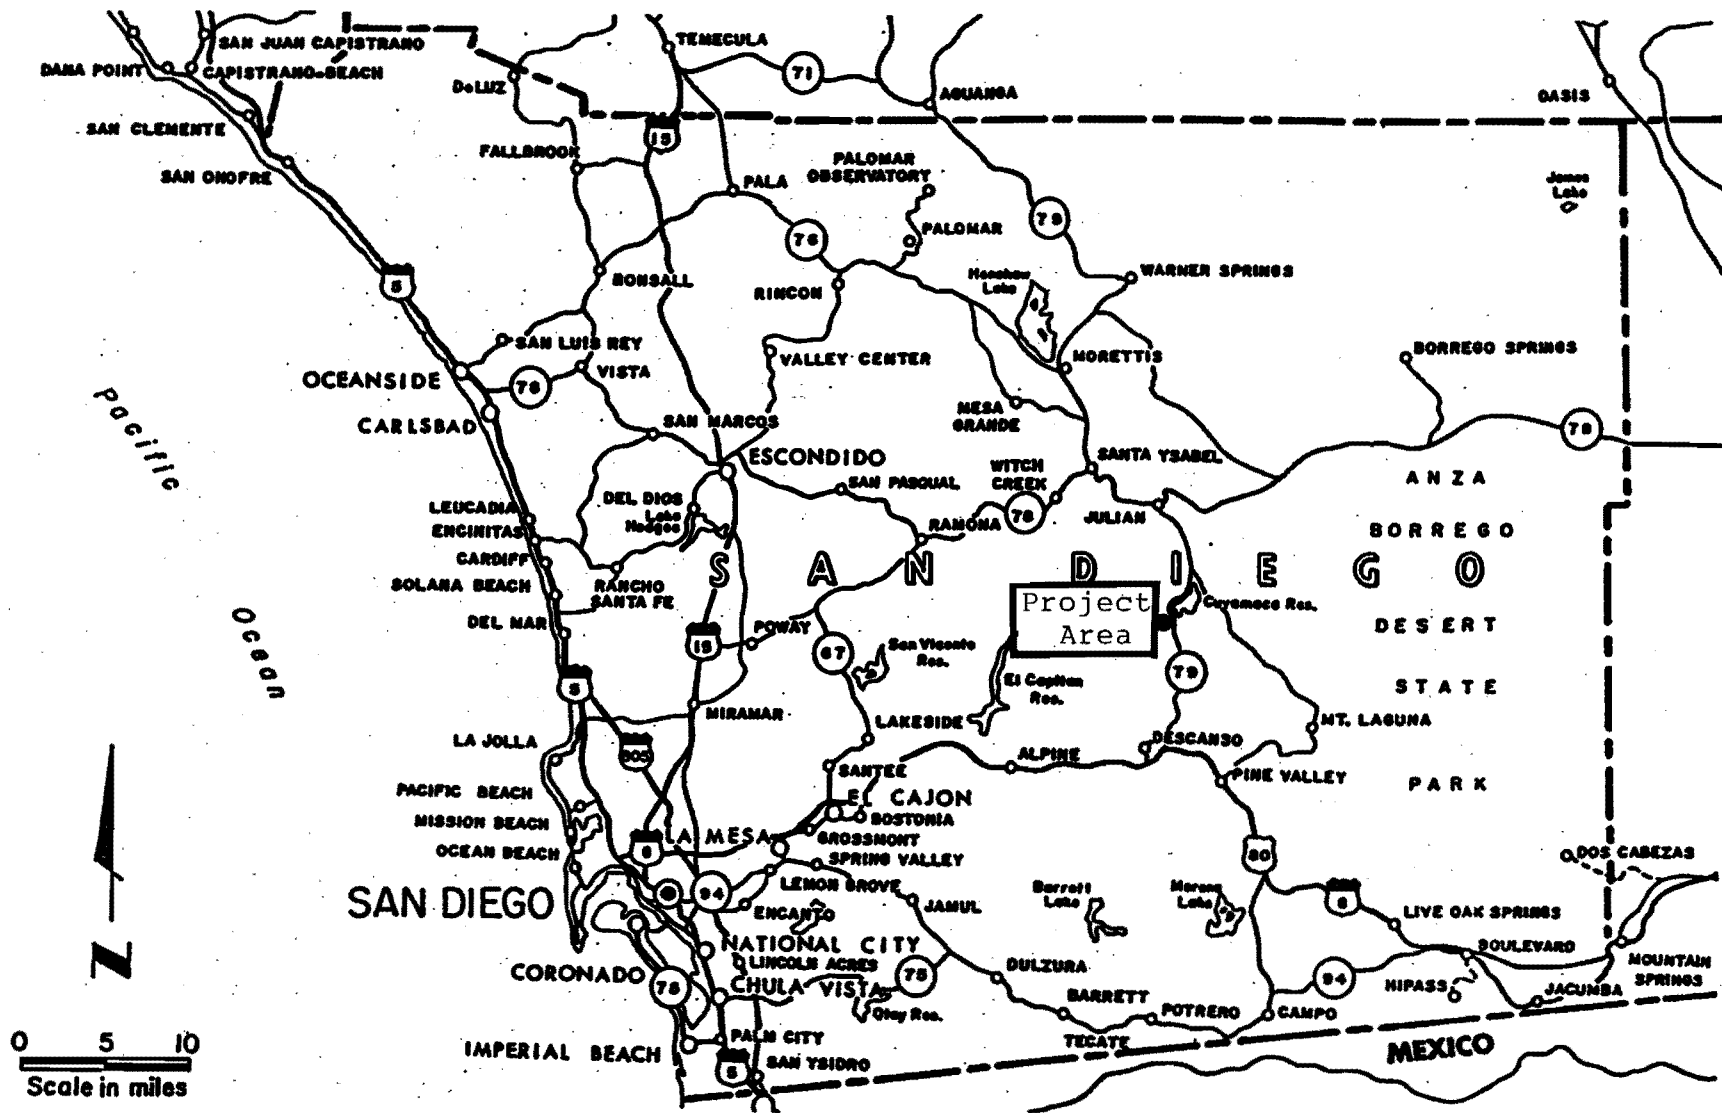 SAN JUAN CAPISTRANO
DANA POINT
CAPISTRANO-BEACH
SAN CLEMENTE
SAN ONOFRE
DeLUZ
TEMECULA
71
AGUANGA
OASIS
15
FALLBROOK
PALA
PALOMAR
OBSERVATORY
James
Lake
76
PALOMAR
79
5
BONSALL
RINCON
Henshaw
Lake
WARNER SPRINGS
SAN LUIS REY
VALLEY CENTER
MORETTIS
BORREGO SPRINGS
OCEANSIDE
78
VISTA
CARLSBAD
SAN MARCOS
MESA
GRANDE
78
Pacific
Ocean
ESCONDIDO
WITCH
CREEK
SANTA YSABEL
ANZA
SAN PASQUAL
LEUCADIA
DEL DIOS
Lake
Hodges
78
JULIAN
ENCINITAS
RAMONA
BORREGO
CARDIFF
SAN DIEGO
SOLANA BEACH
RANCHO
SANTA FE
Project
Area
Cuyamaca Res.
DEL MAR
POWAY
DESERT
15
67
San Vicente
Res.
79
5
El Capitan
Res.
STATE
MIRAMAR
LAKESIDE
MT. LAGUNA
LA JOLLA
805
DESCANSO
ALPINE
SANTEE
PINE VALLEY
PARK
PACIFIC BEACH
EL CAJON
BOSTONIA
MISSION BEACH
LA MESA
GROSSMONT
OCEAN BEACH
8
SPRING VALLEY
80
DOS CABEZAS
SAN DIEGO
94
LEMON GROVE
Barrett
Lake
Morena
Lake
8
ENCANTO
JAMUL
LIVE OAK SPRINGS
NATIONAL CITY
BOULEVARD
CORONADO
LINCOLN ACRES
DULZURA
94
MOUNTAIN
SPRINGS
75
CHULA VISTA
75
HIPASS
JACUMBA
Otay Res.
BARRETT
POTRERO
CAMPO
PALM CITY
TECATE
IMPERIAL BEACH
SAN YSIDRO
MEXICO
5
N
0 5 10
Scale in miles